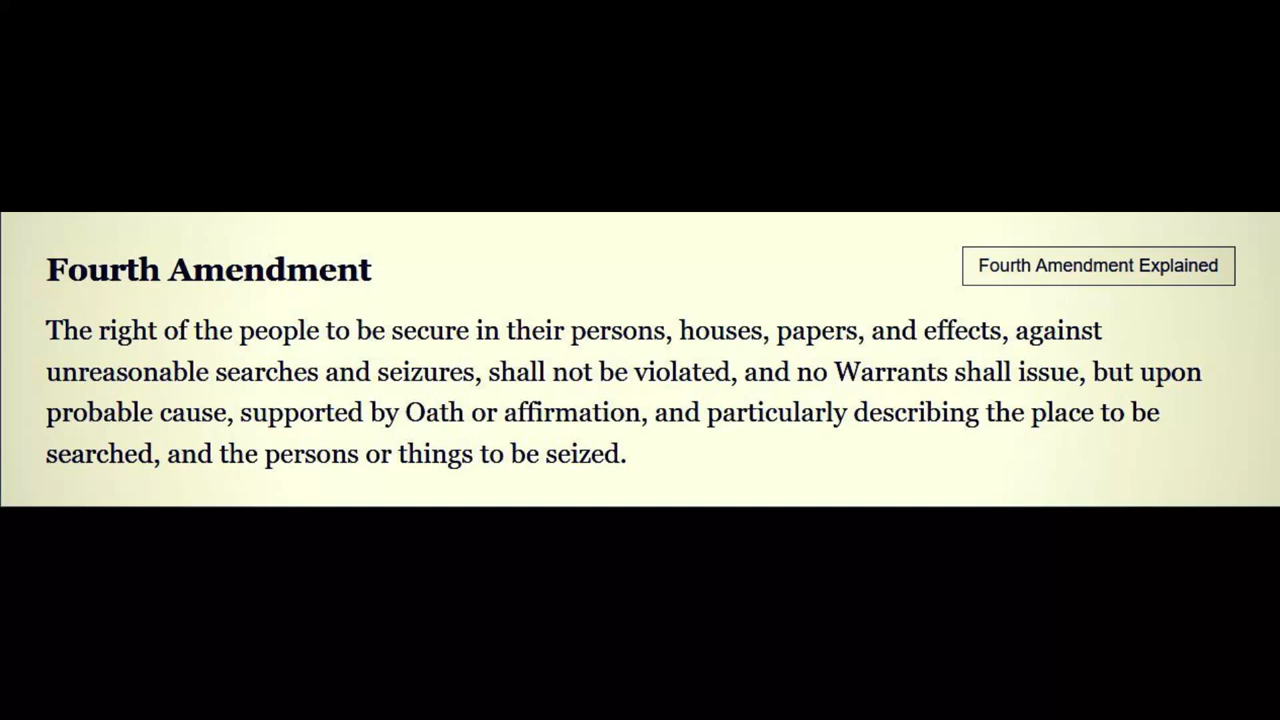 Fourth Amendment
Fourth Amendment Explained
The right of the people to be secure in their persons, houses, papers, and effects, against
unreasonable searches and seizures, shall not be violated, and no Warrants shall issue, but upon
probable cause, supported by Oath or affirmation, and particularly describing the place to be
searched, and the persons or things to be seized.